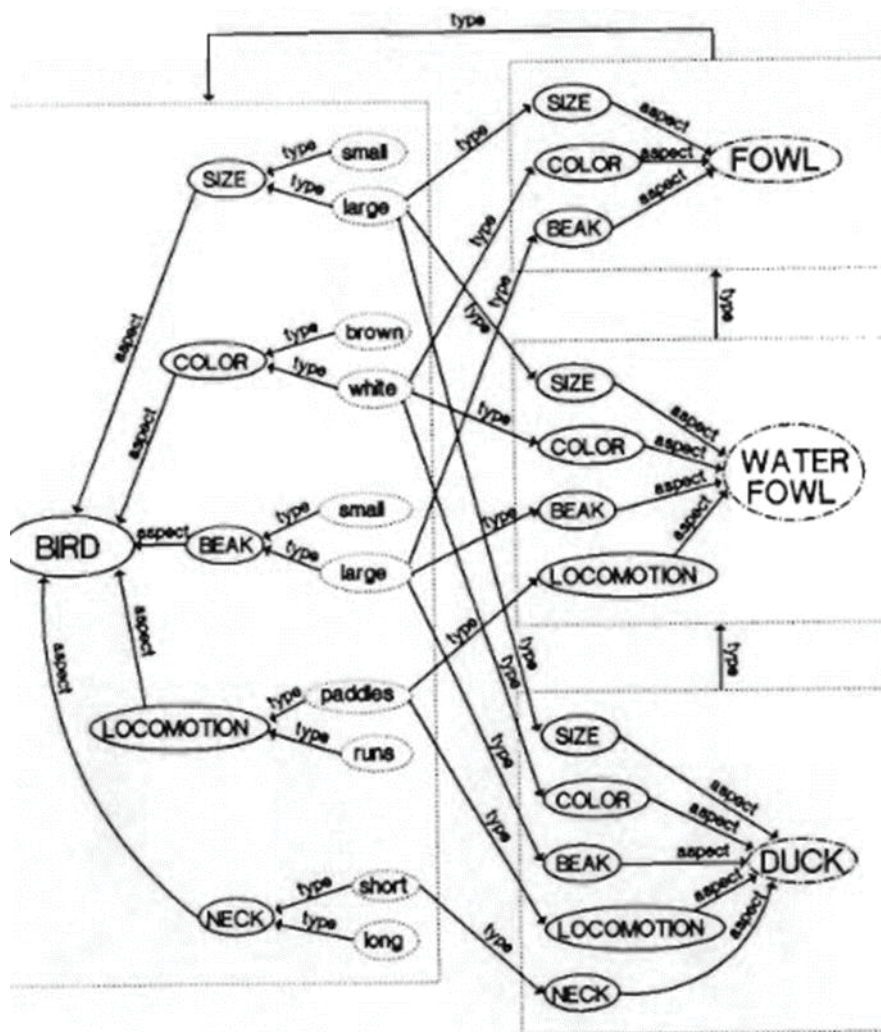 type
SIZE
type
small
type
large
aspect
COLOR
type
brown
type
white
aspect
BIRD
aspect
BEAK
type
small
type
large
aspect
LOCOMOTION
type
paddles
type
runs
aspect
NECK
type
short
type
long
type
type
type
type
type
type
type
type
type
type
type
type
type
SIZE
aspect
COLOR
aspect
FOWL
BEAK
aspect
type
SIZE
aspect
COLOR
aspect
WATER
FOWL
BEAK
aspect
LOCOMOTION
aspect
type
SIZE
aspect
COLOR
aspect
BEAK
aspect
DUCK
LOCOMOTION
aspect
NECK
aspect